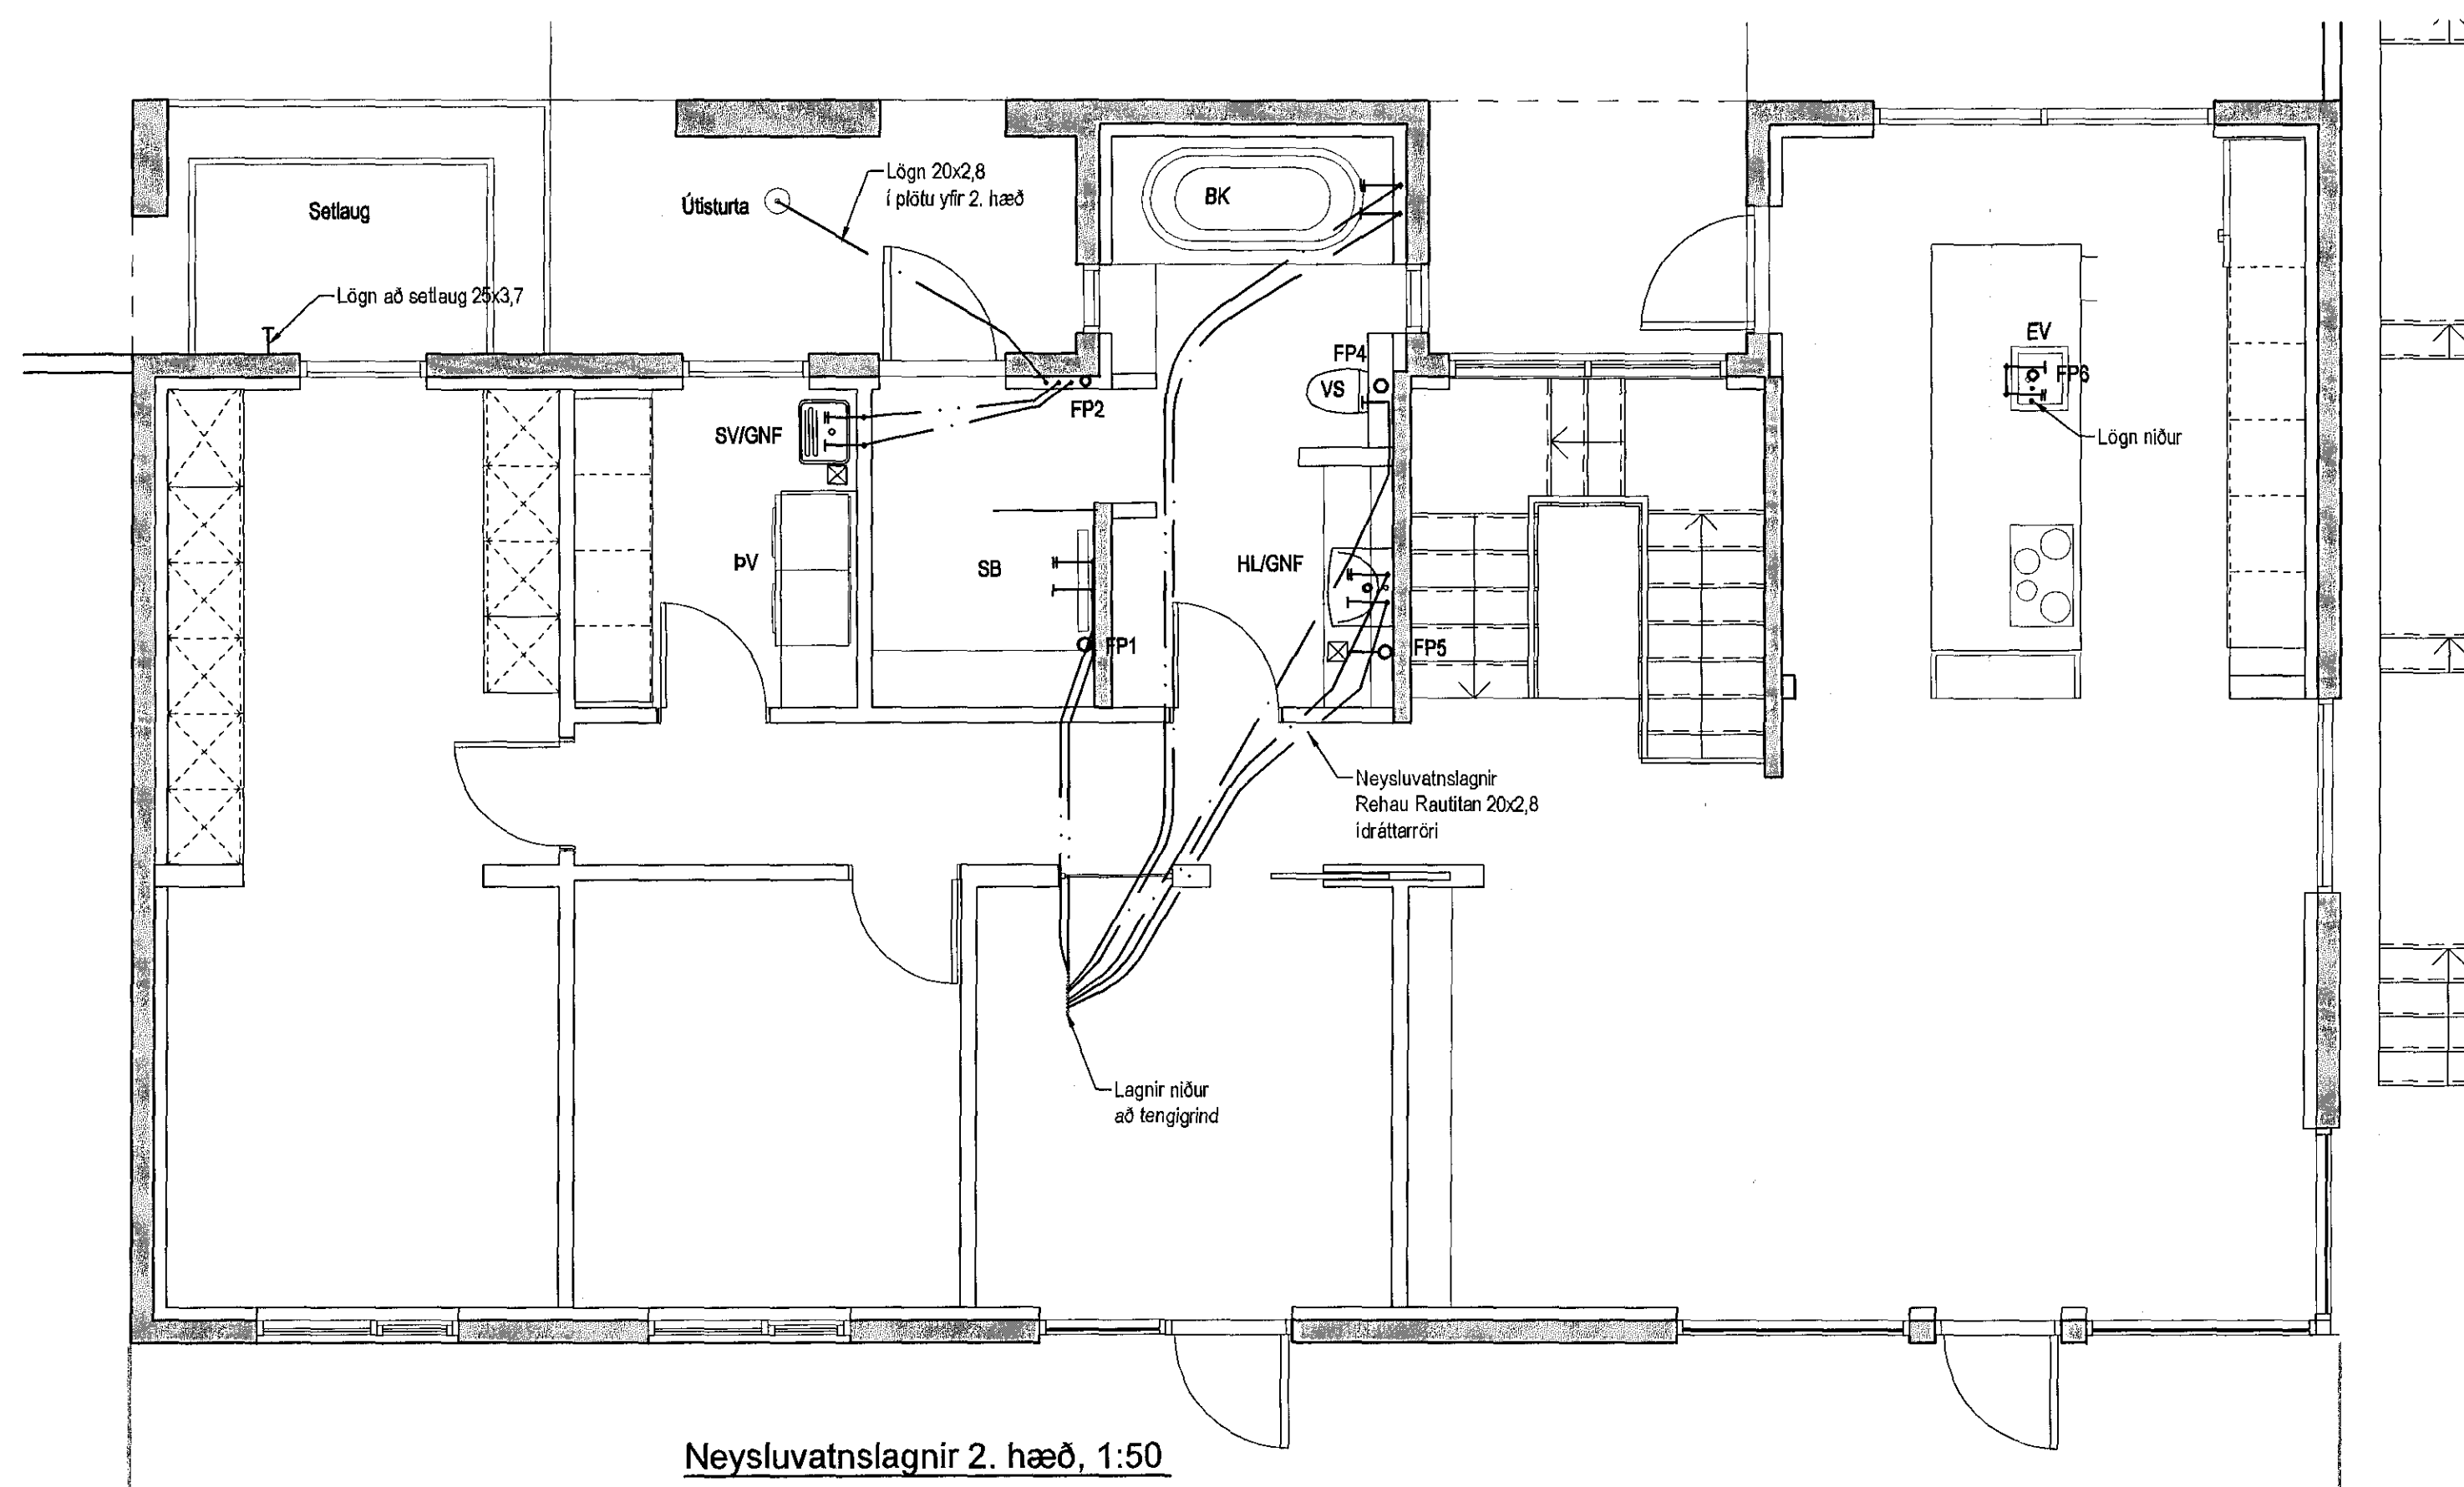 Lögn 20x2,8
í plötu yfir 2. hæð
Setlaug
Útisturta
BK
Lögn að setlaug 25x3,7
EV
FP4
FP6
VS
FP2
SV/GNF
Lögn niður
ÞV
SB
HL/GNF
FP1
FP5
Neysluvatnslagnir
Rehau Rautitan 20x2,8
ídráttarröri
Lagnir niður
að tengigrind
Neysluvatnslagnir 2. hæð, 1:50